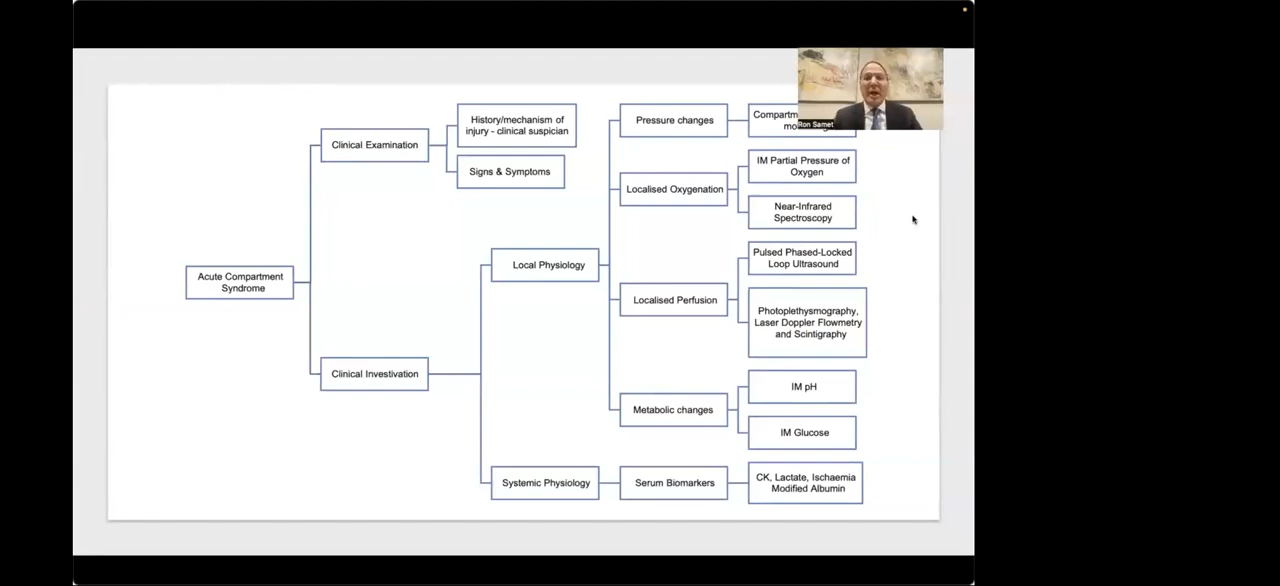 Acute Compartment
Syndrome
Clinical Examination
History/mechanism of
injury - clinical suspician
Signs & Symptoms
Clinical Investivation
Local Physiology
Pressure changes
Localised Oxygenation
IM Partial Pressure of
Oxygen
Near-Infrared
Spectroscopy
Localised Perfusion
Pulsed Phased-Locked
Loop Ultrasound
Photoplethysmography,
Laser Doppler Flowmetry
and Scintigraphy
Metabolic changes
IM pH
IM Glucose
Systemic Physiology
Serum Biomarkers
CK, Lactate, Ischaemia
Modified Albumin
Ron Samet